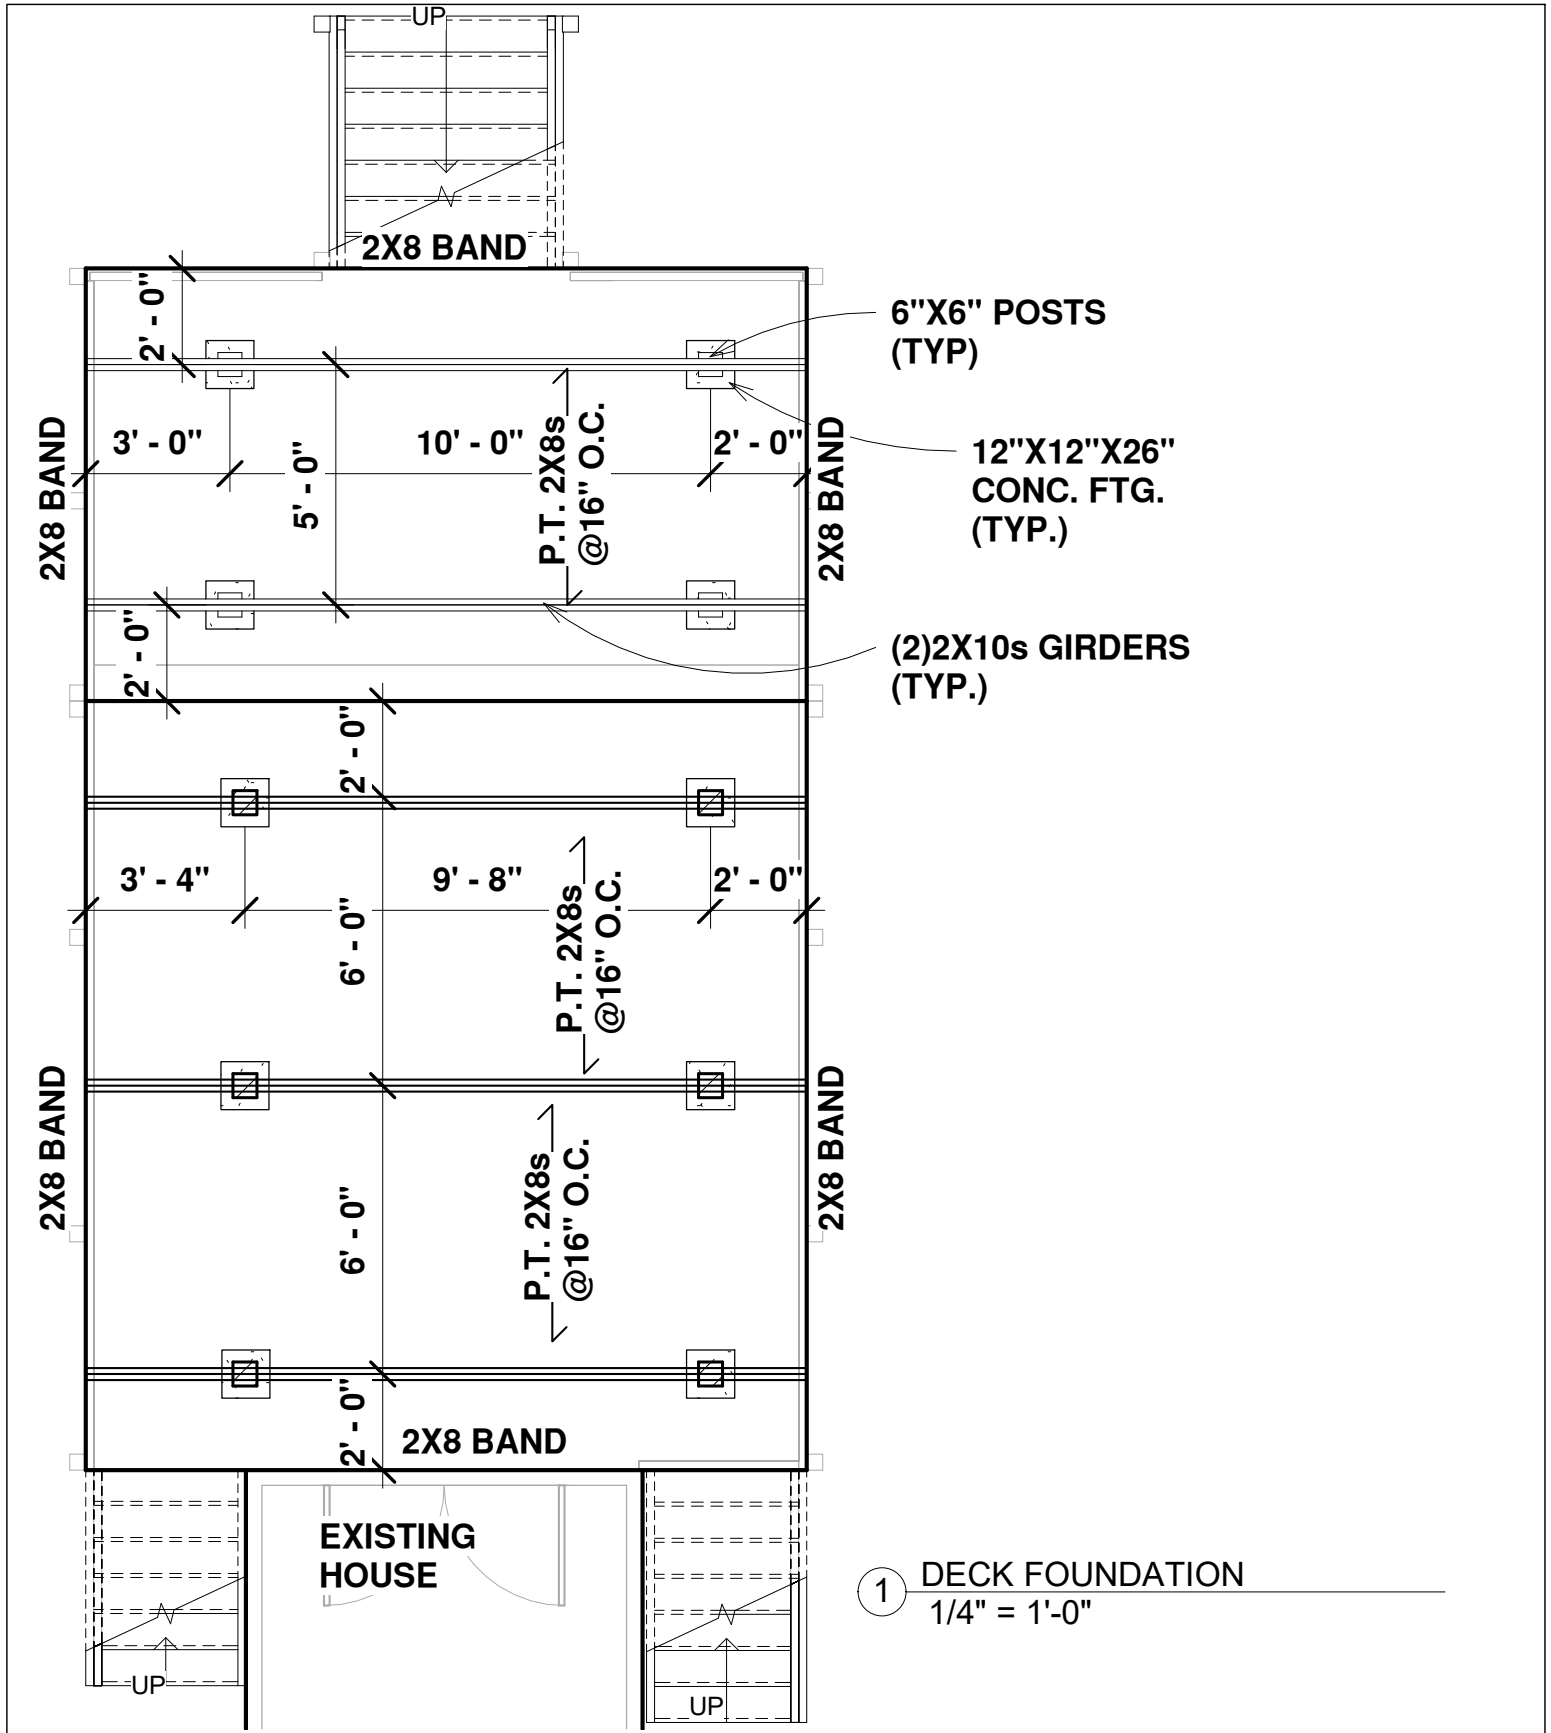 UP
2X8 BAND
2' - 0"
6"X6" POSTS
(TYP)
3' - 0"
10' - 0"
2' - 0"
2X8 BAND
5' - 0"
P.T. 2X8s
@16" O.C.
2X8 BAND
12"X12"X26"
CONC. FTG.
(TYP.)
2' - 0"
(2)2X10s GIRDERS
(TYP.)
2' - 0"
3' - 4"
9' - 8"
2' - 0"
6' - 0"
P.T. 2X8s
@16" O.C.
2X8 BAND
6' - 0"
P.T. 2X8s
@16" O.C.
2X8 BAND
2' - 0"
2X8 BAND
EXISTING
HOUSE
UP
UP
1
DECK FOUNDATION
1/4" = 1'-0"